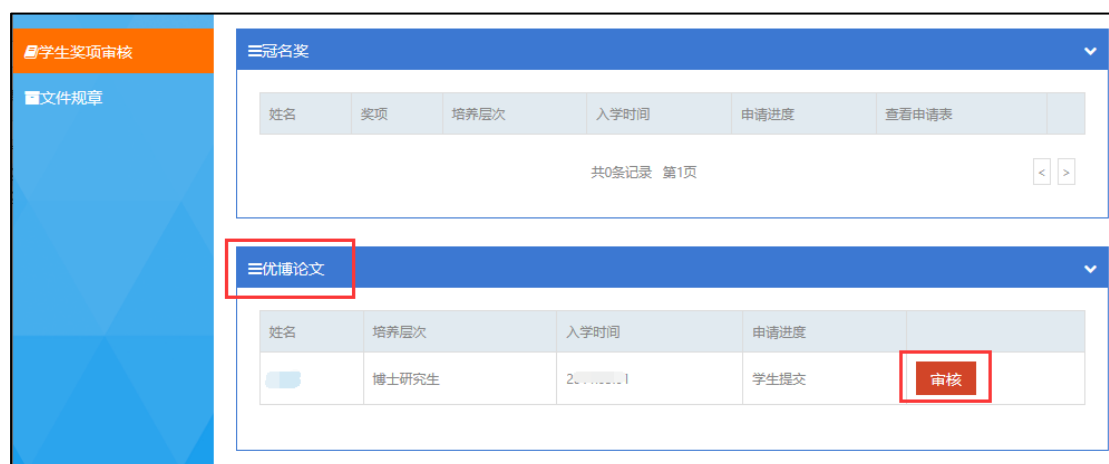 学生奖项审核
文件规章
冠名奖
姓名 奖项 培养层次 入学时间 申请进度 查看申请表
共0条记录 第1页 < >
优博论文
姓名 培养层次 入学时间 申请进度
博士研究生 学生提交 审核